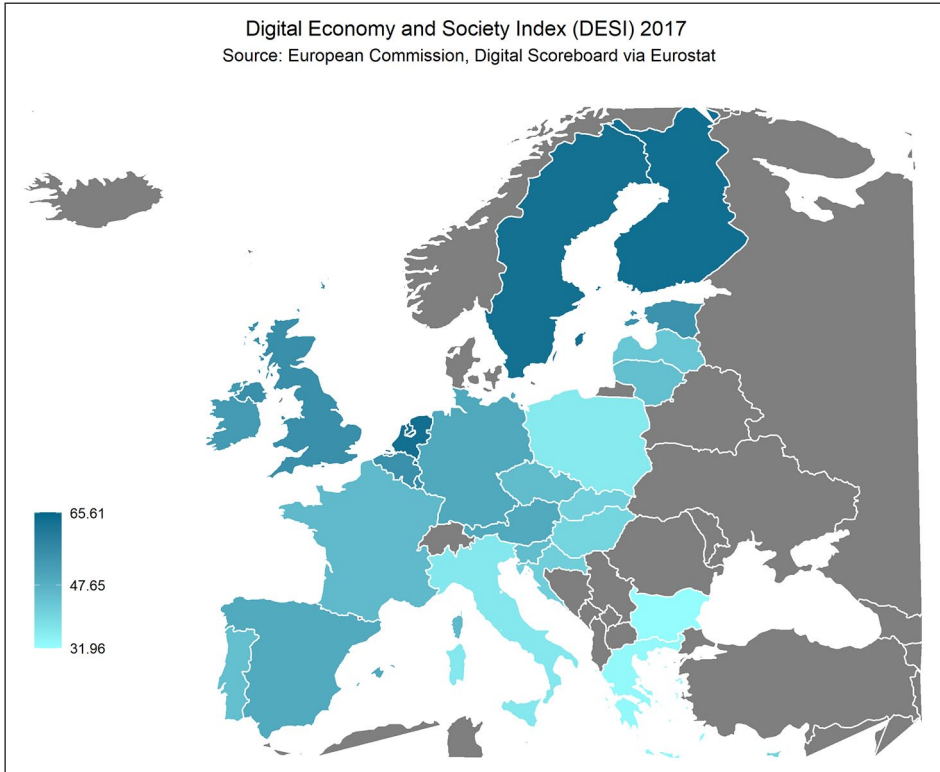 Digital Economy and Society Index (DESI) 2017
Source: European Commission, Digital Scoreboard via Eurostat
65.61
47.65
31.96